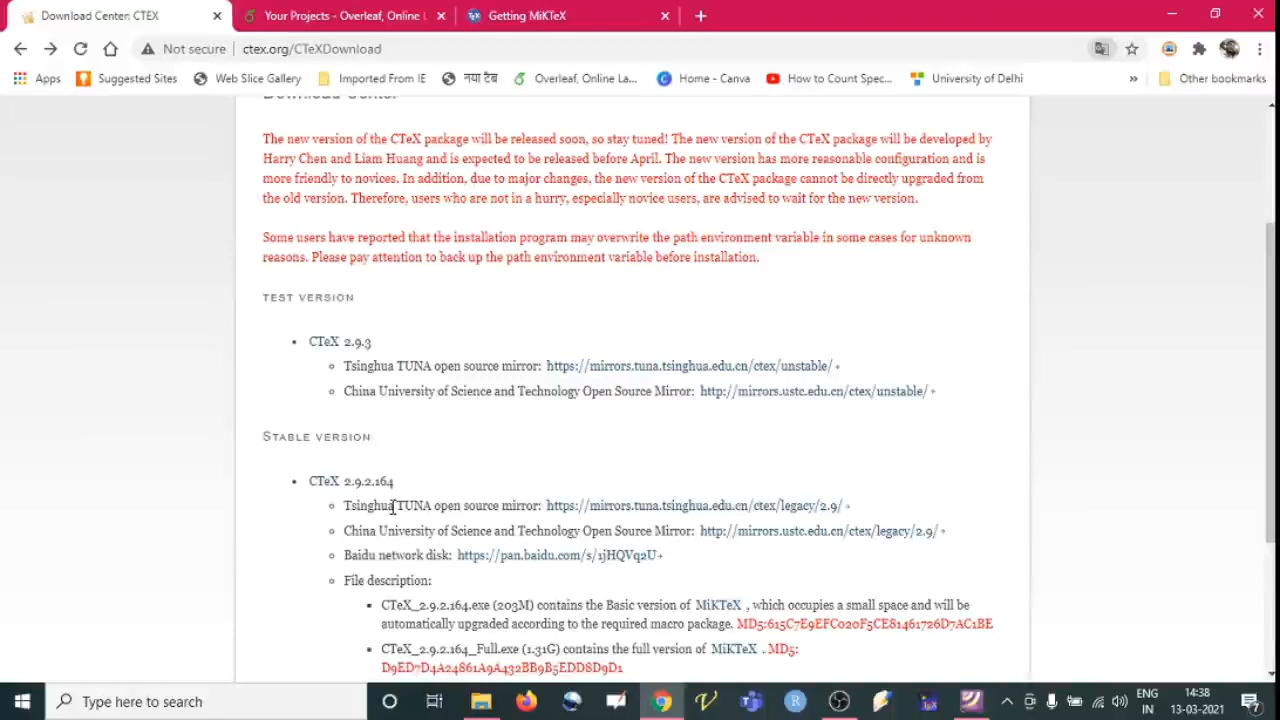 Download Center: CTEX
Your Projects - Overleaf, Online L
Getting MiKTeX
Not secure
ctex.org/CTeXDownload
Apps
Suggested Sites
Web Slice Gallery
Imported From IE
नया टैब
Overleaf, Online La...
Home - Canva
How to Count Spec...
University of Delhi
»
Other bookmarks
Download Center
The new version of the CTeX package will be released soon, so stay tuned! The new version of the CTeX package will be developed by
Harry Chen and Liam Huang and is expected to be released before April. The new version has more reasonable configuration and is
more friendly to novices. In addition, due to major changes, the new version of the CTeX package cannot be directly upgraded from
the old version. Therefore, users who are not in a hurry, especially novice users, are advised to wait for the new version.
Some users have reported that the installation program may overwrite the path environment variable in some cases for unknown
reasons. Please pay attention to back up the path environment variable before installation.
TEST VERSION
CTeX 2.9.3
Tsinghua TUNA open source mirror: https://mirrors.tuna.tsinghua.edu.cn/ctex/unstable/
China University of Science and Technology Open Source Mirror: http://mirrors.ustc.edu.cn/ctex/unstable/
STABLE VERSION
CTeX 2.9.2.164
Tsinghua TUNA open source mirror: https://mirrors.tuna.tsinghua.edu.cn/ctex/legacy/2.9/
China University of Science and Technology Open Source Mirror: http://mirrors.ustc.edu.cn/ctex/legacy/2.9/
Baidu network disk: https://pan.baidu.com/s/1jHQVq2U
File description:
CTeX_2.9.2.164.exe (203M) contains the Basic version of MiKTeX , which occupies a small space and will be
automatically upgraded according to the required macro package. MD5:615C7E9EFC020F5CE81461726D7AC1BE
CTeX_2.9.2.164_Full.exe (1.31G) contains the full version of MiKTeX . MD5:
D9ED7D4A24861A9A432BB9B5EDD8D9D1
Type here to search
ENG
IN
14:38
13-03-2021
7